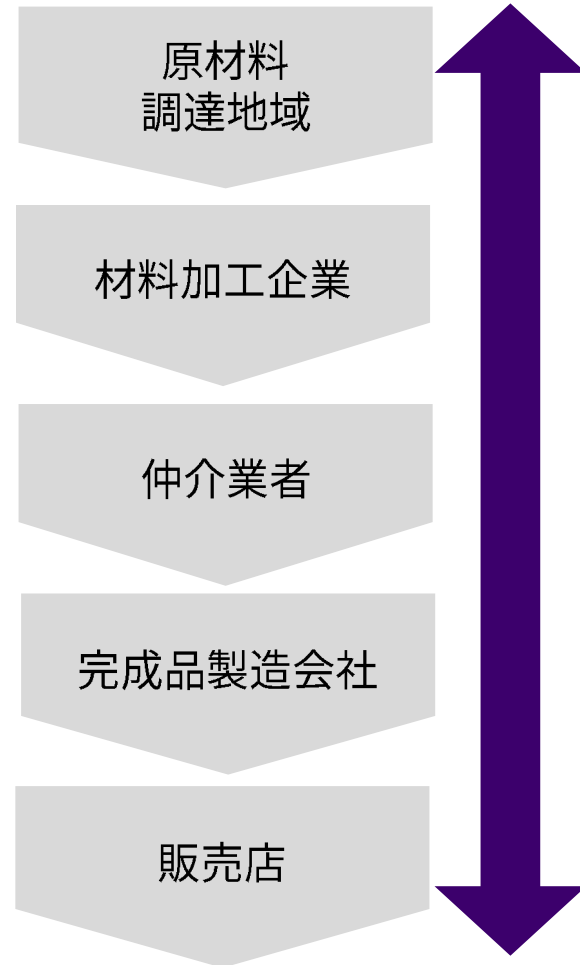 原材料
調達地域
材料加工企業
仲介業者
完成品製造会社
販売店